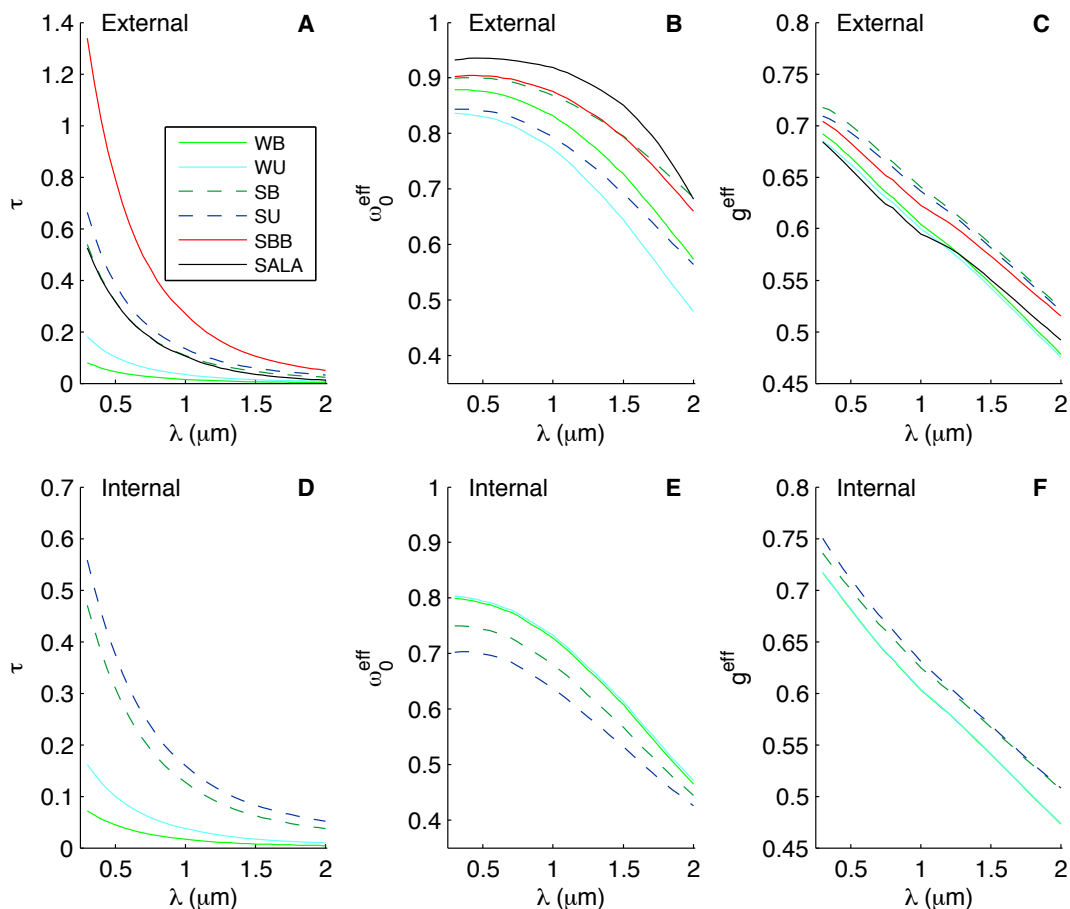 External A
1.4
1.2
1
0.8
0.6
0.4
0.2
0
τ
0.5 1 1.5 2
λ (μm)
WB
WU
SB
SU
SBB
SALA
External B
1
0.9
0.8
0.7
0.6
0.5
0.4
ω₀ᵉᶠᶠ
0.5 1 1.5 2
λ (μm)
External C
0.8
0.75
0.7
0.65
0.6
0.55
0.5
0.45
gᵉᶠᶠ
0.5 1 1.5 2
λ (μm)
Internal D
0.7
0.6
0.5
0.4
0.3
0.2
0.1
0
τ
0.5 1 1.5 2
λ (μm)
Internal E
1
0.9
0.8
0.7
0.6
0.5
0.4
ω₀ᵉᶠᶠ
0.5 1 1.5 2
λ (μm)
Internal F
0.8
0.75
0.7
0.65
0.6
0.55
0.5
0.45
gᵉᶠᶠ
0.5 1 1.5 2
λ (μm)